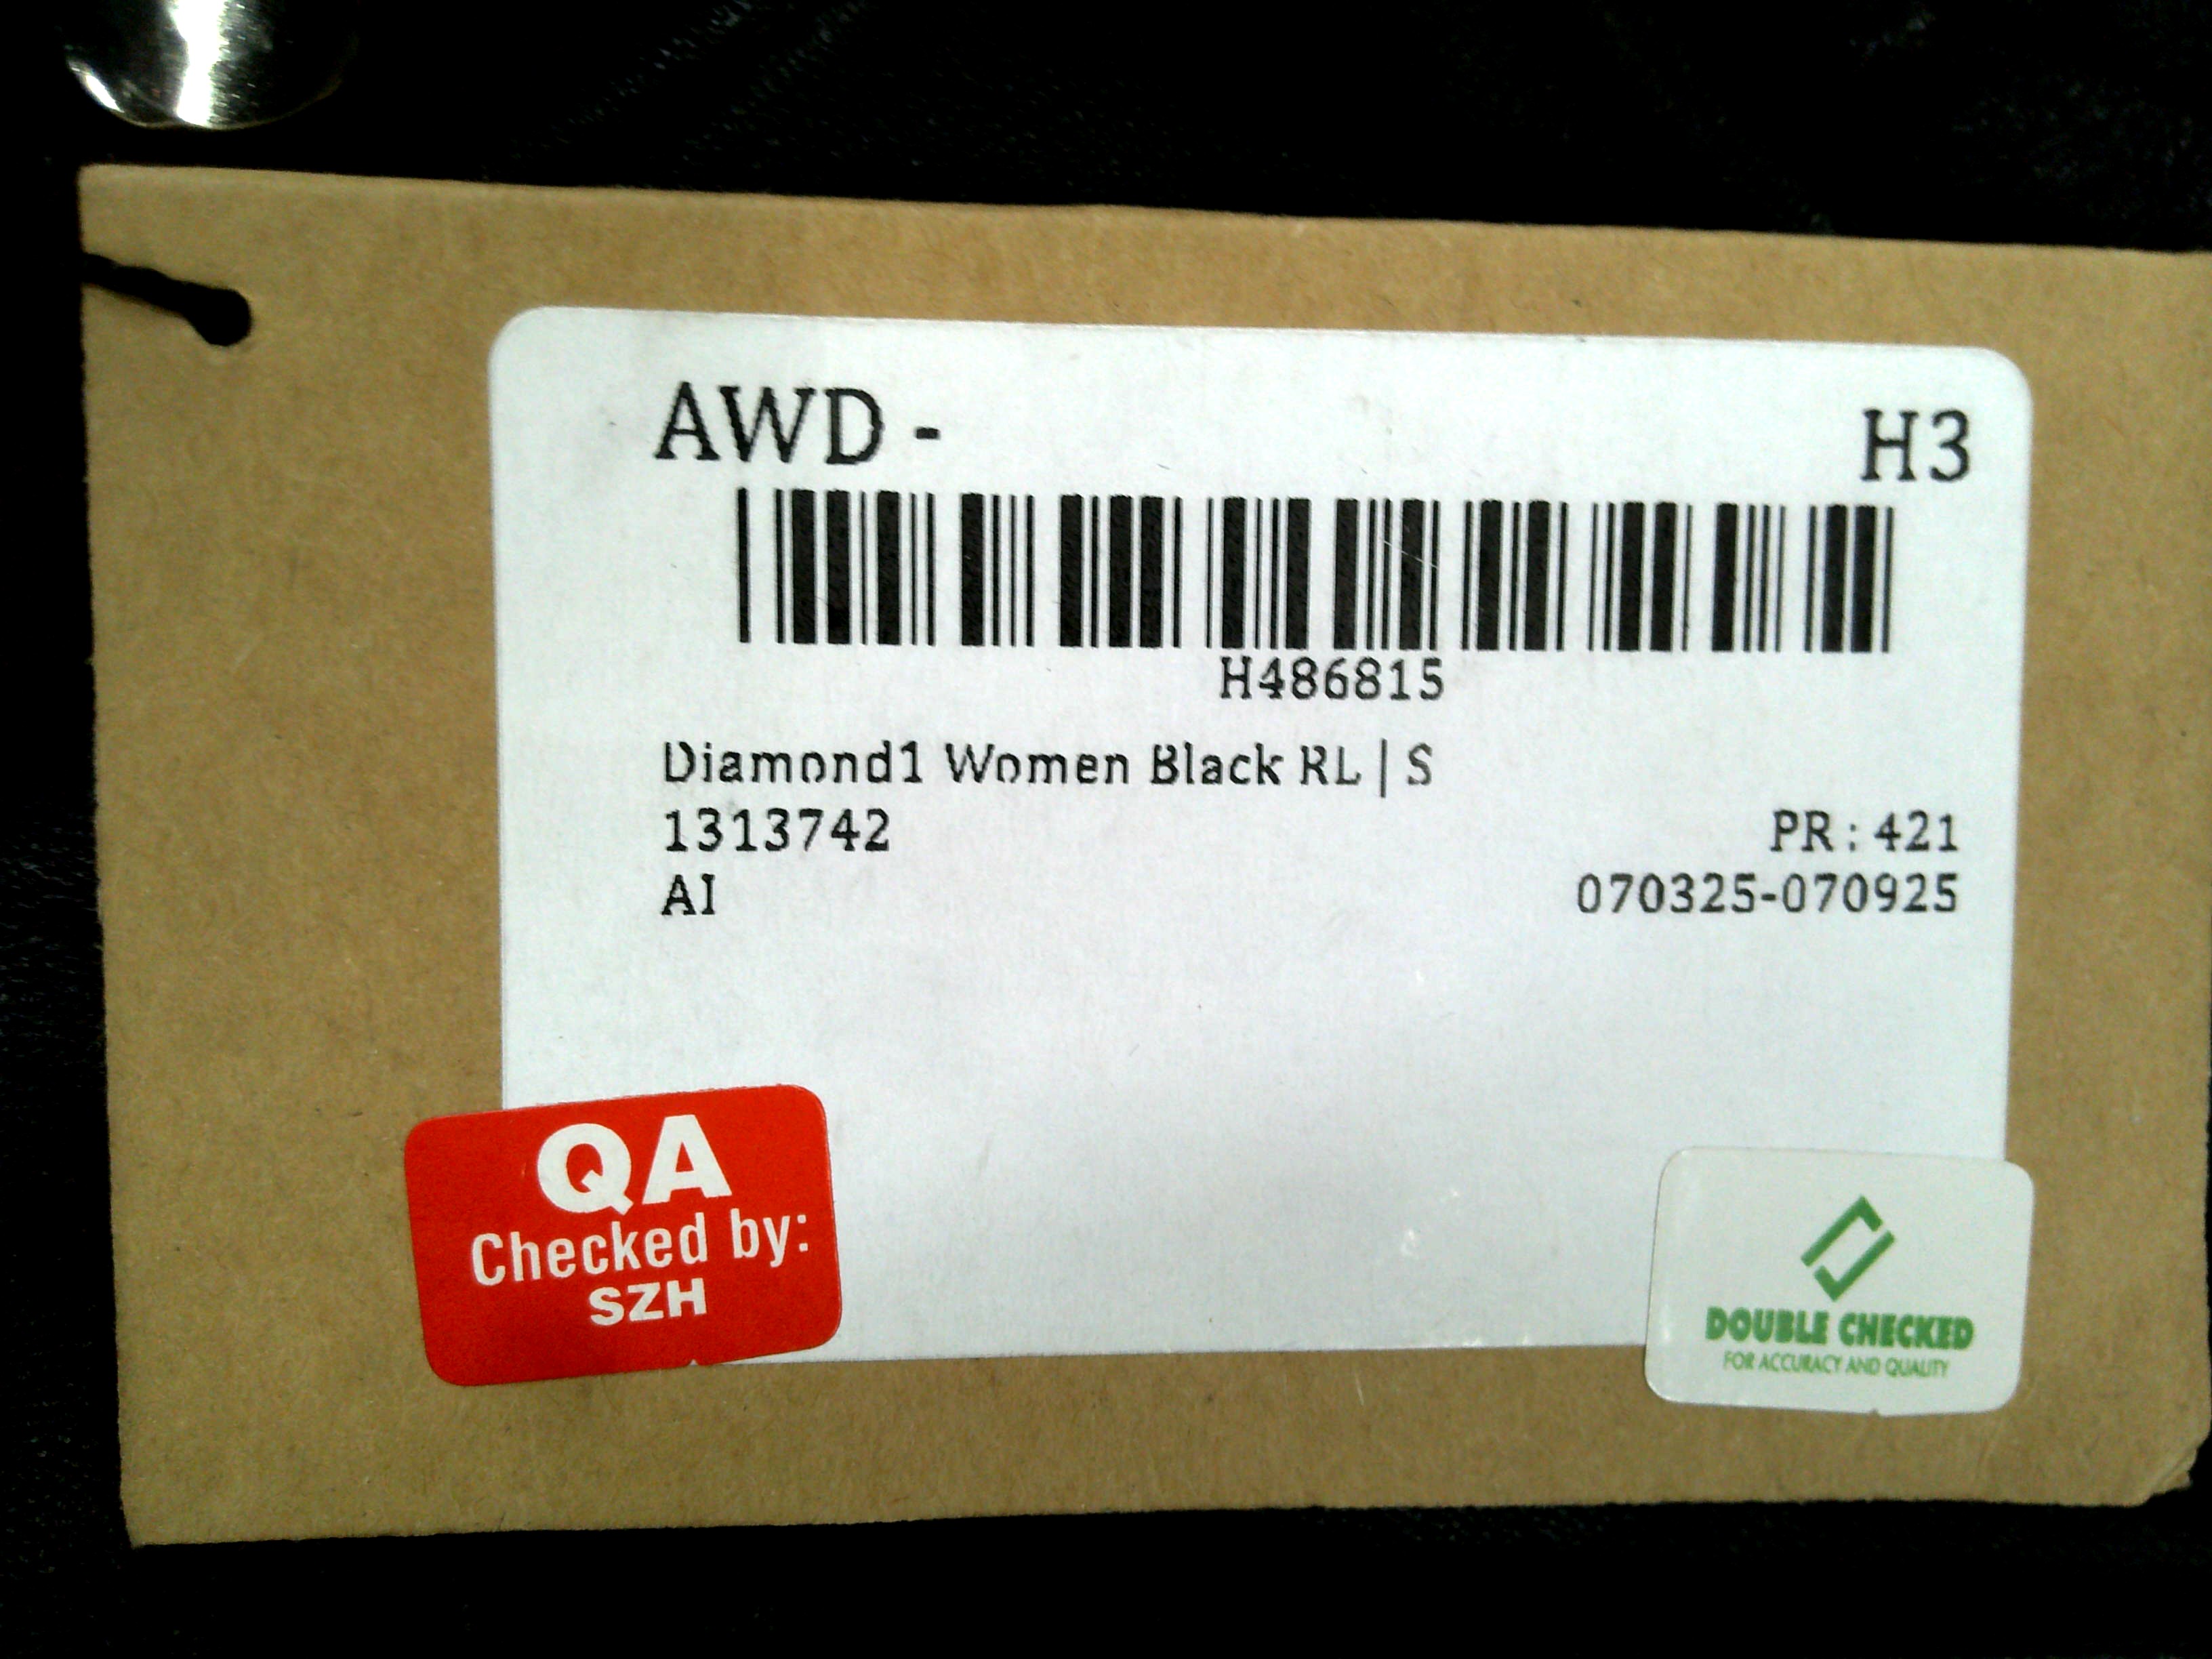 AWD - H3
H486815
Diamond1 Women Black RL | S
1313742 PR : 421
AI 070325-070925
QA
Checked by:
SZH
DOUBLE CHECKED
FOR ACCURACY AND QUALITY